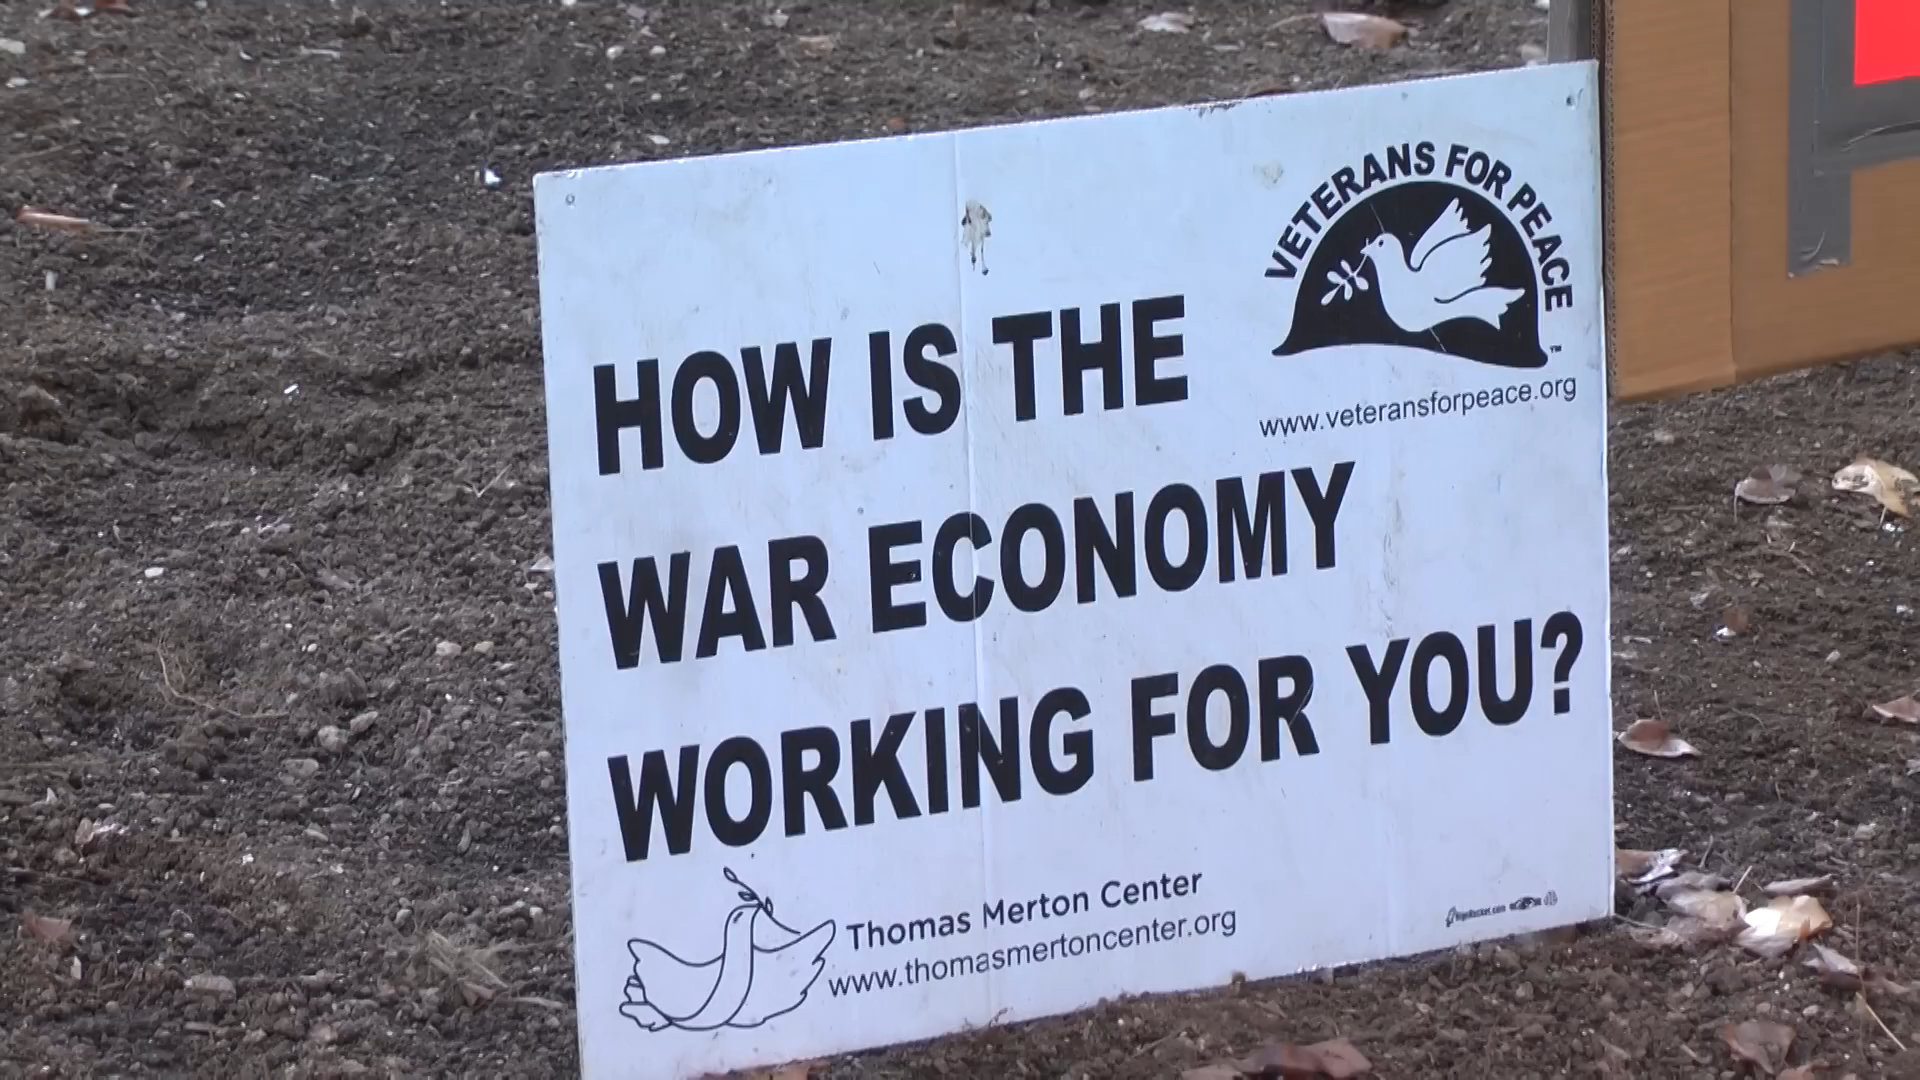 VETERANS FOR PEACE
™
www.veteransforpeace.org
HOW IS THE
WAR ECONOMY
WORKING FOR YOU?
Thomas Merton Center
www.thomasmertoncenter.org